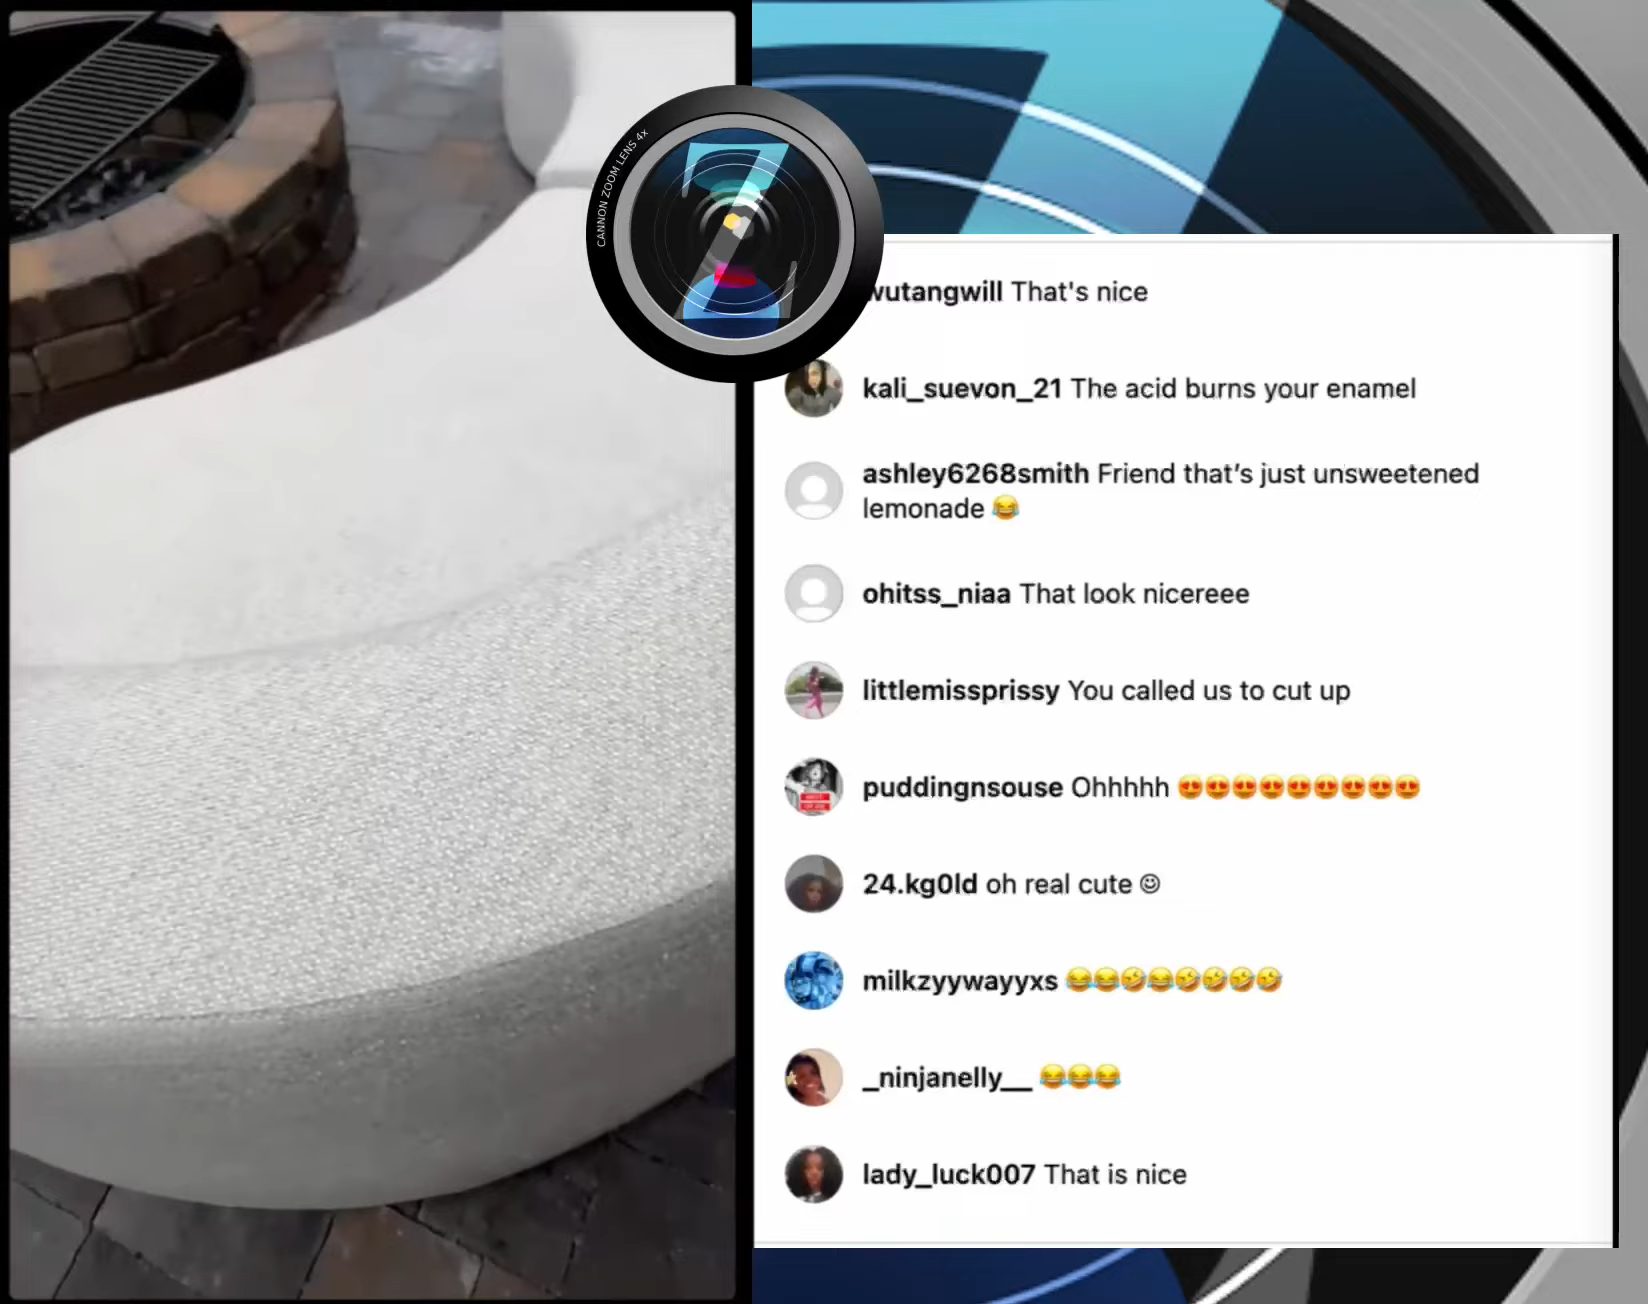 CANNON ZOOM LENS 4x
wutangwill That's nice
kali_suevon_21 The acid burns your enamel
ashley6268smith Friend that's just unsweetened
lemonade 😂
ohitss_niaa That look nicereee
littlemissprissy You called us to cut up
puddingnsouse Ohhhhh 😍😍😍😍😍😍😍😍😍
24.kg0ld oh real cute ☺
milkzyywayyxs 😂😂🤣😂🤣🤣🤣🤣
_ninjanelly__ 😂😂😂
lady_luck007 That is nice